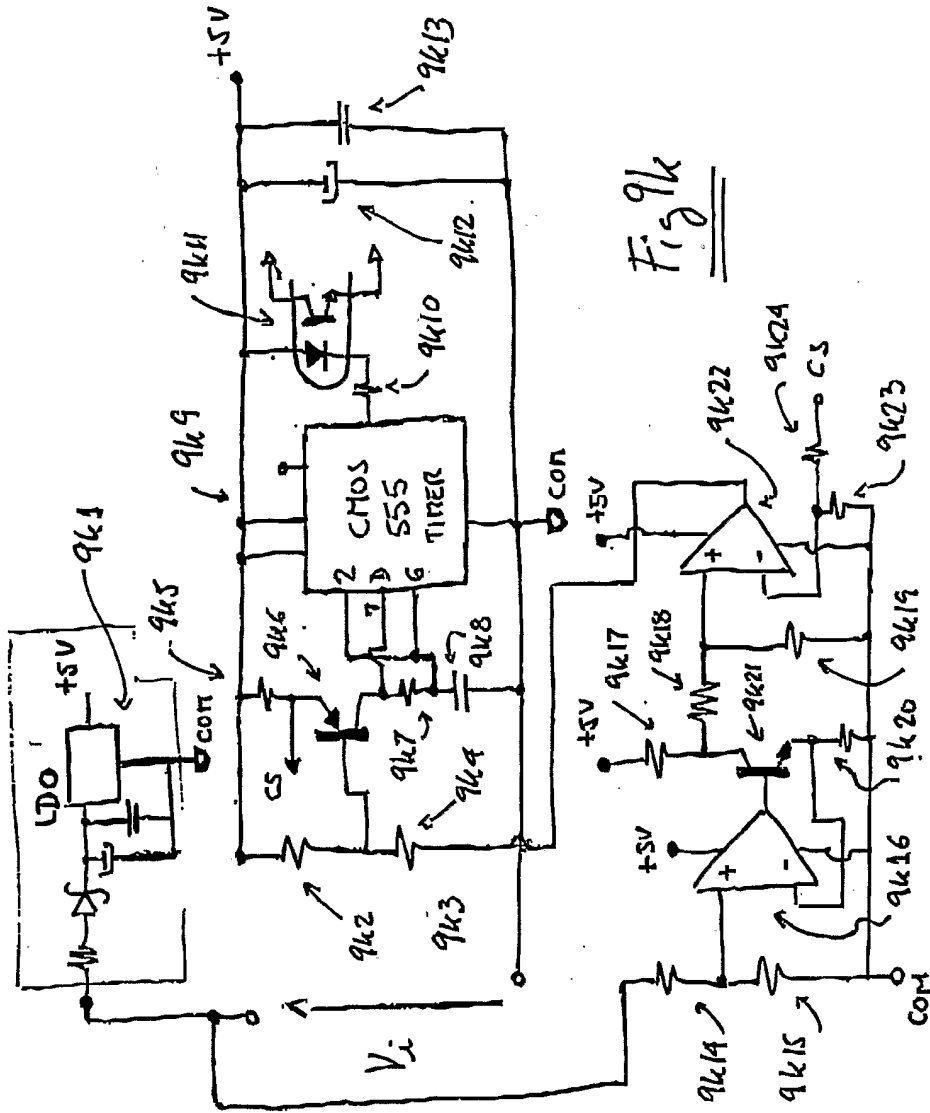 LDO
+5V
9k1
COM
9k5
9k9
9k11
+5V
9k13
9k12
9k10
CMOS
555
TIMER
2
D
7
6
CS
9k6
9k7
9k8
9k4
9k2
9k3
COM
Vi
+5V
9k17
9k18
9k21
+5V
9k22
9k24
CS
9k23
9k19
9k20
+5V
9k16
9k14
9k15
COM
+
-
+
-
Fig 9k